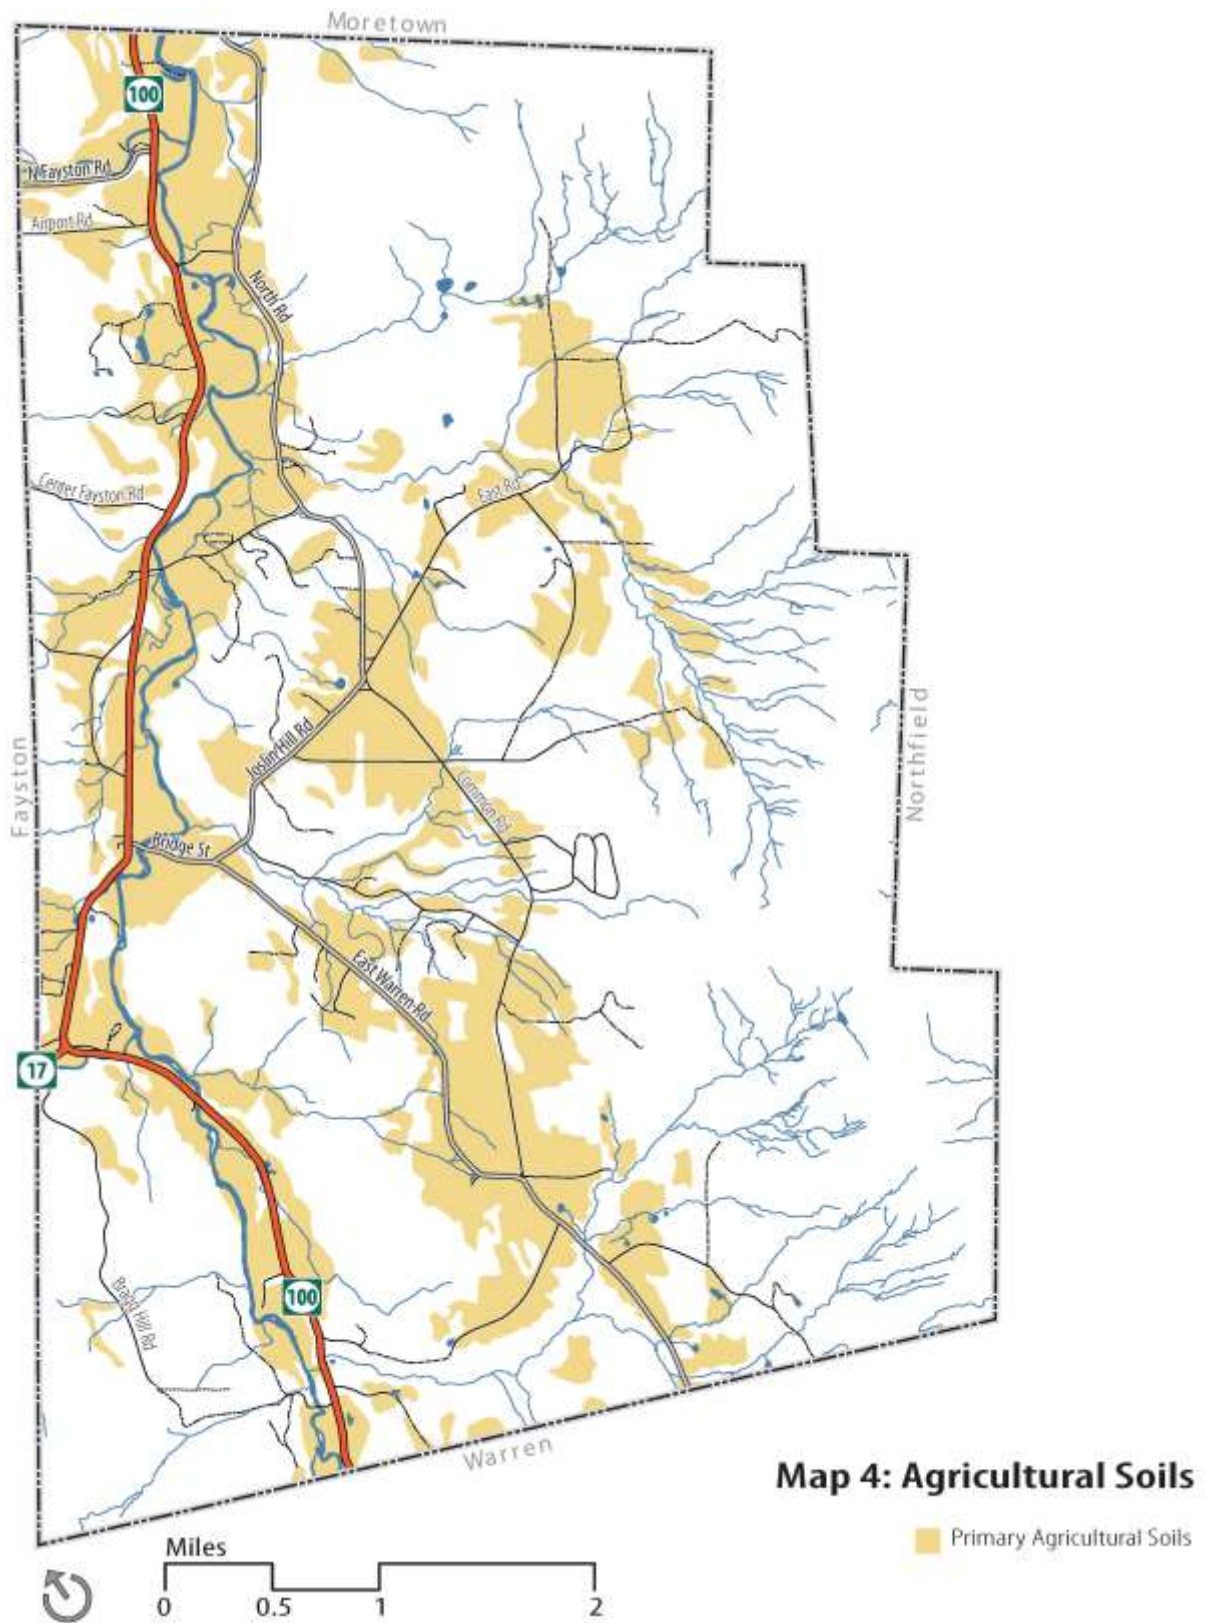 Moretown
100
N Fayston Rd
Airport Rd
North Rd
Center Fayston Rd
East Rd
Fayston
Northfield
Joslin Hill Rd
Common Rd
Bridge St
East Warren Rd
17
Bragg Hill Rd
100
Warren
Map 4: Agricultural Soils
Primary Agricultural Soils
Miles
0 0.5 1 2